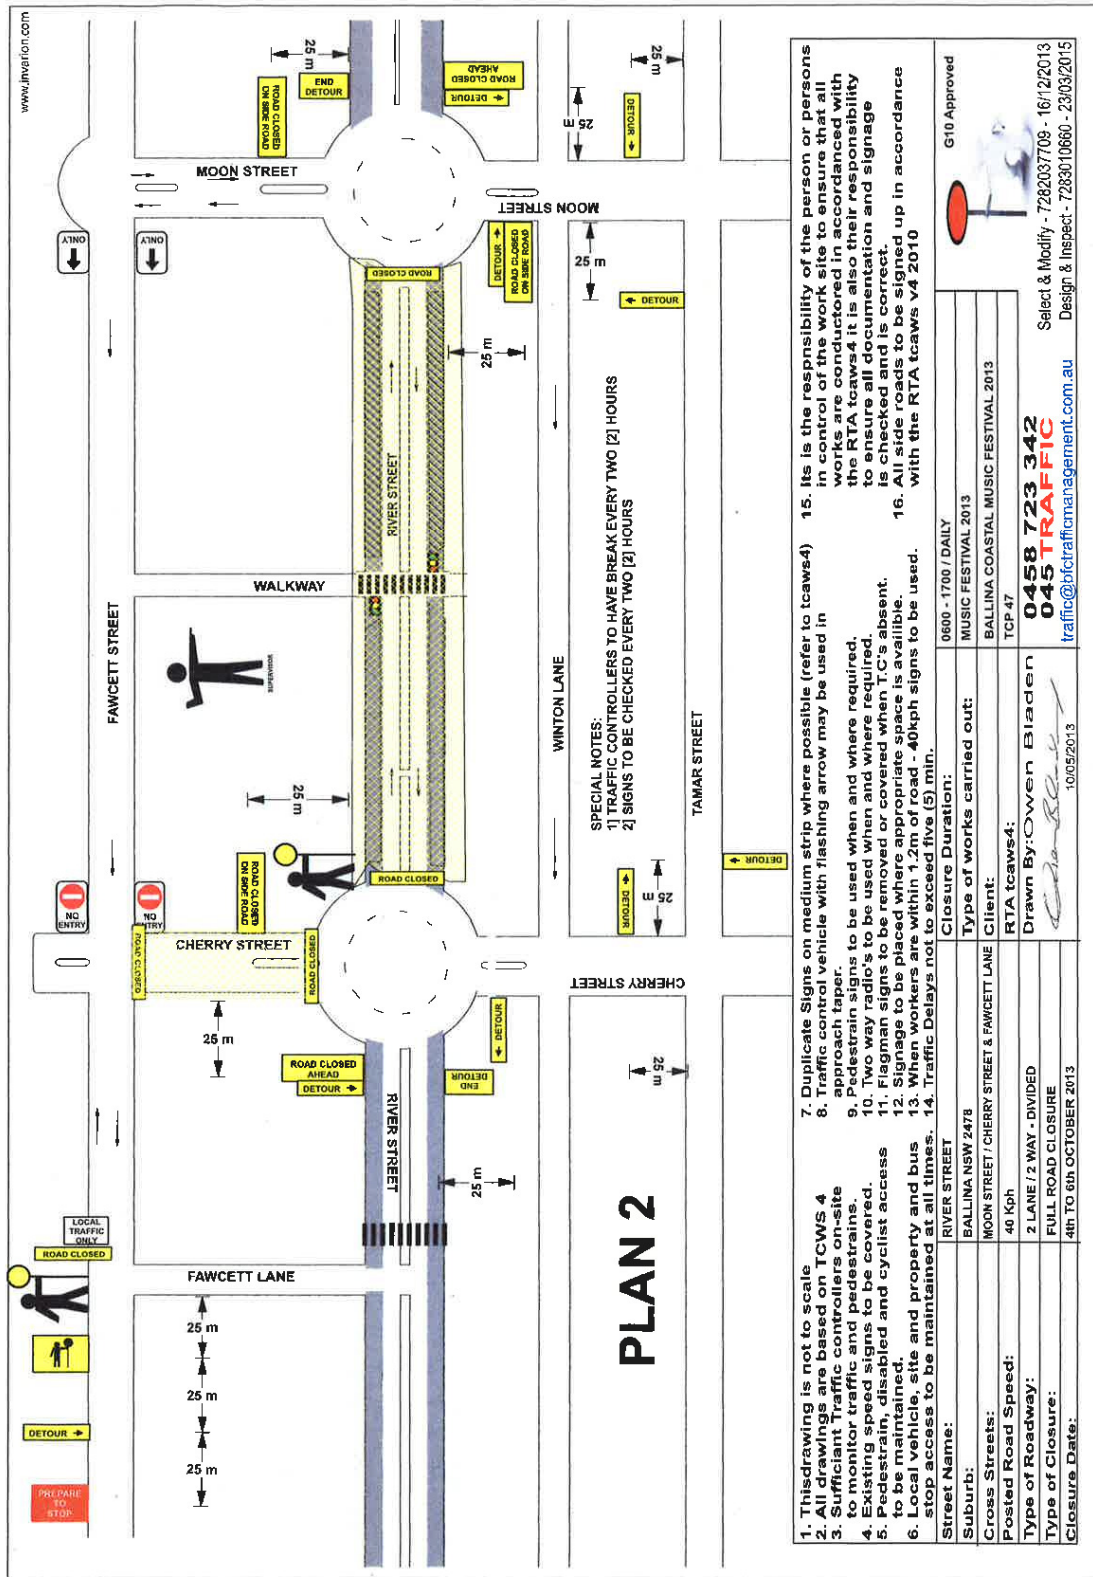 www.invarion.com
25 m
ROAD CLOSED
ON SIDE ROAD
END
DETOUR
ROAD CLOSED
AHEAD
DETOUR
25 m
DETOUR
25 m
MOON STREET
MOON STREET
ONLY
ONLY
ROAD CLOSED
DETOUR
ROAD CLOSED
ON SIDE ROAD
25 m
DETOUR
25 m
RIVER STREET
WALKWAY
FAWCETT STREET
SUPERVISOR
WINTON LANE
TAMAR STREET
SPECIAL NOTES:
1] TRAFFIC CONTROLLERS TO HAVE BREAK EVERY TWO [2] HOURS
2] SIGNS TO BE CHECKED EVERY TWO [2] HOURS
25 m
NO
ENTRY
NO
ENTRY
ROAD CLOSED
ON SIDE ROAD
ROAD CLOSED
DETOUR
25 m
DETOUR
ROAD CLOSED
CHERRY STREET
ROAD CLOSED
CHERRY STREET
25 m
ROAD CLOSED
AHEAD
DETOUR
END
DETOUR
DETOUR
25 m
RIVER STREET
25 m
LOCAL
TRAFFIC
ONLY
ROAD CLOSED
FAWCETT LANE
25 m
25 m
25 m
DETOUR
PREPARE
TO
STOP
PLAN 2
1. Thisdrawing is not to scale
2. All drawings are based on TCWS 4
3. Sufficiant Traffic controllers on-site
to monitor traffic and pedestrains.
4. Existing speed signs to be covered.
5. Pedestrain, disabled and cyclist access
to be maintained.
6. Local vehicle, site and property and bus
stop access to be maintained at all times.
7. Duplicate Signs on medium strip where possible (refer to tcaws4)
8. Traffic control vehicle with flashing arrow may be used in
approach taper.
9. Pedestrain signs to be used when and where required.
10. Two way radio's to be used when and where required.
11. Flagman signs to be removed or covered when T.C's absent.
12. Signage to be placed where appropriate space is availible.
13. When workers are within 1.2m of road - 40kph signs to be used.
14. Traffic Delays not to exceed five (5) min.
15. Its is the repnsibility of the person or persons
in control of the work site to ensure that all
works are conductored in accordanced with
the RTA tcaws4 it is also their responsibility
to ensure all documentation and signage
is checked and is correct.
16. All side roads to be signed up in accordance
with the RTA tcaws v4 2010
Street Name: RIVER STREET
Suburb: BALLINA NSW 2478
Cross Streets: MOON STREET / CHERRY STREET & FAWCETT LANE
Posted Road Speed: 40 Kph
Type of Roadway: 2 LANE / 2 WAY - DIVIDED
Type of Closure: FULL ROAD CLOSURE
Closure Date: 4th TO 6th OCTOBER 2013
Closure Duration: 0600 - 1700 / DAILY
Type of works carried out: MUSIC FESTIVAL 2013
Client: BALLINA COASTAL MUSIC FESTIVAL 2013
RTA tcaws4: TCP 47
Drawn By: Owen Bladen
10/05/2013
0458 723 342
045 TRAFFIC
traffic@bfctrafficmanagement.com.au
G10 Approved
Select & Modify - 7282037709 - 16/12/2013
Design & Inspect - 7283010660 - 23/03/2015